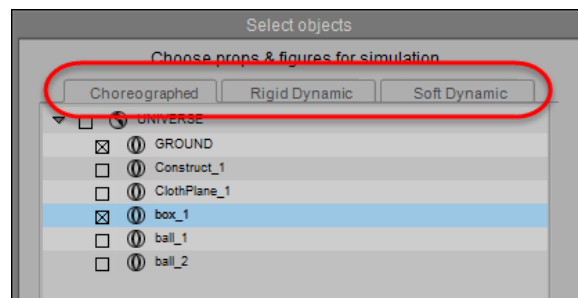 Select objects
Choose props & figures for simulation
Choreographed Rigid Dynamic Soft Dynamic
UNIVERSE
GROUND
Construct_1
ClothPlane_1
box_1
ball_1
ball_2